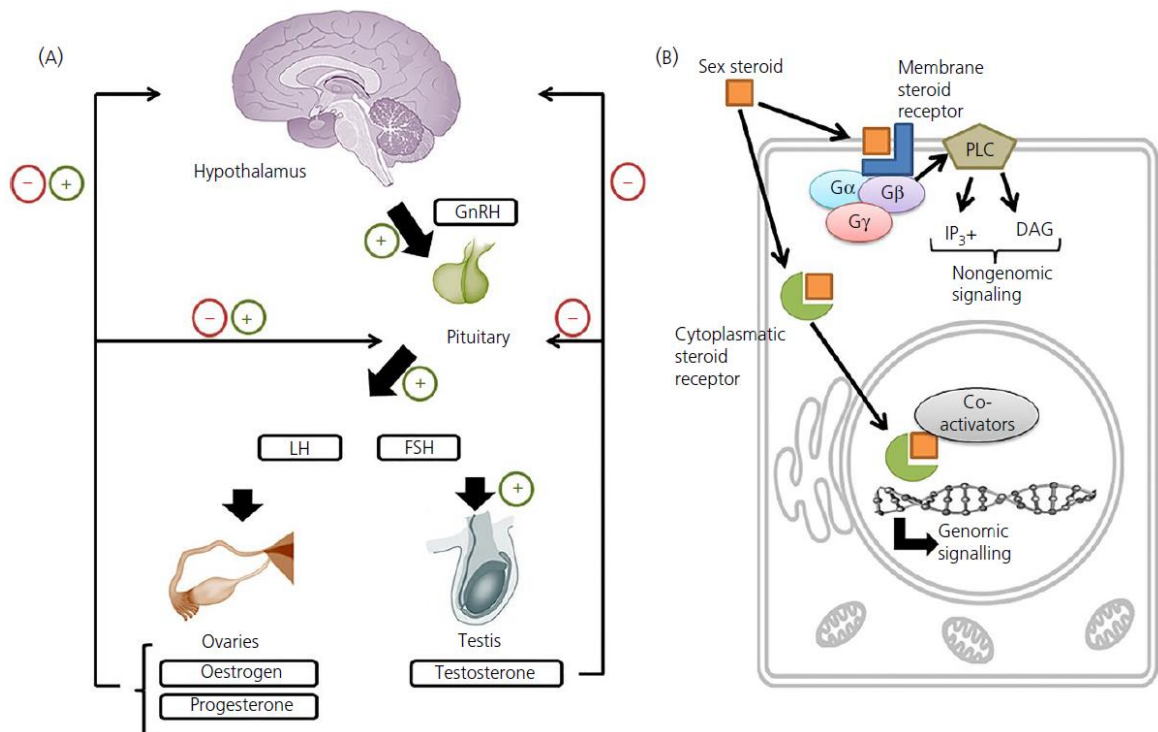 (A)
Hypothalamus
− +
−
GnRH
+
− +
−
Pituitary
+
LH
FSH
+
Ovaries
Testis
Oestrogen
Testosterone
Progesterone
(B)
Sex steroid
Membrane
steroid
receptor
PLC
Gα
Gβ
Gγ
IP₃+
DAG
Nongenomic
signaling
Cytoplasmatic
steroid
receptor
Co-
activators
Genomic
signalling